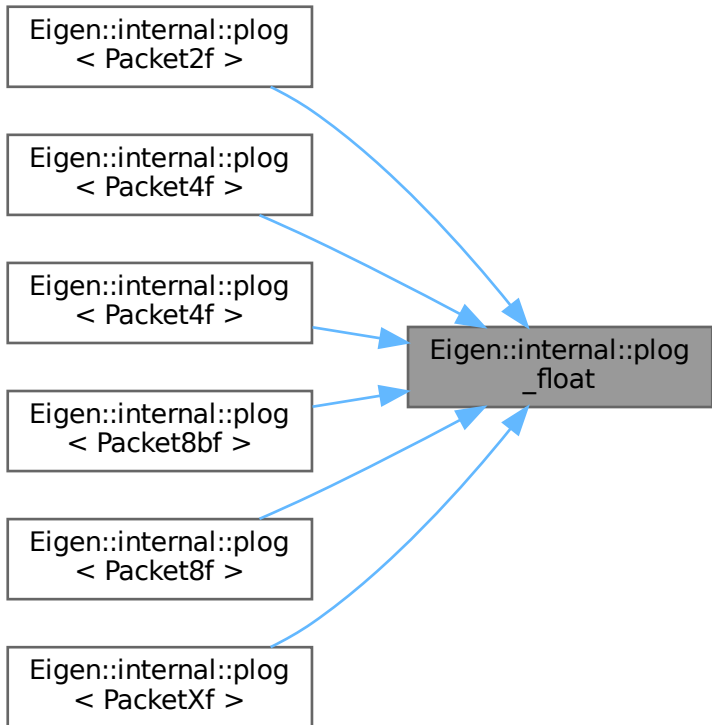 Eigen::internal::plog
< Packet2f >
Eigen::internal::plog
< Packet4f >
Eigen::internal::plog
< Packet4f >
Eigen::internal::plog
_float
Eigen::internal::plog
< Packet8bf >
Eigen::internal::plog
< Packet8f >
Eigen::internal::plog
< PacketXf >